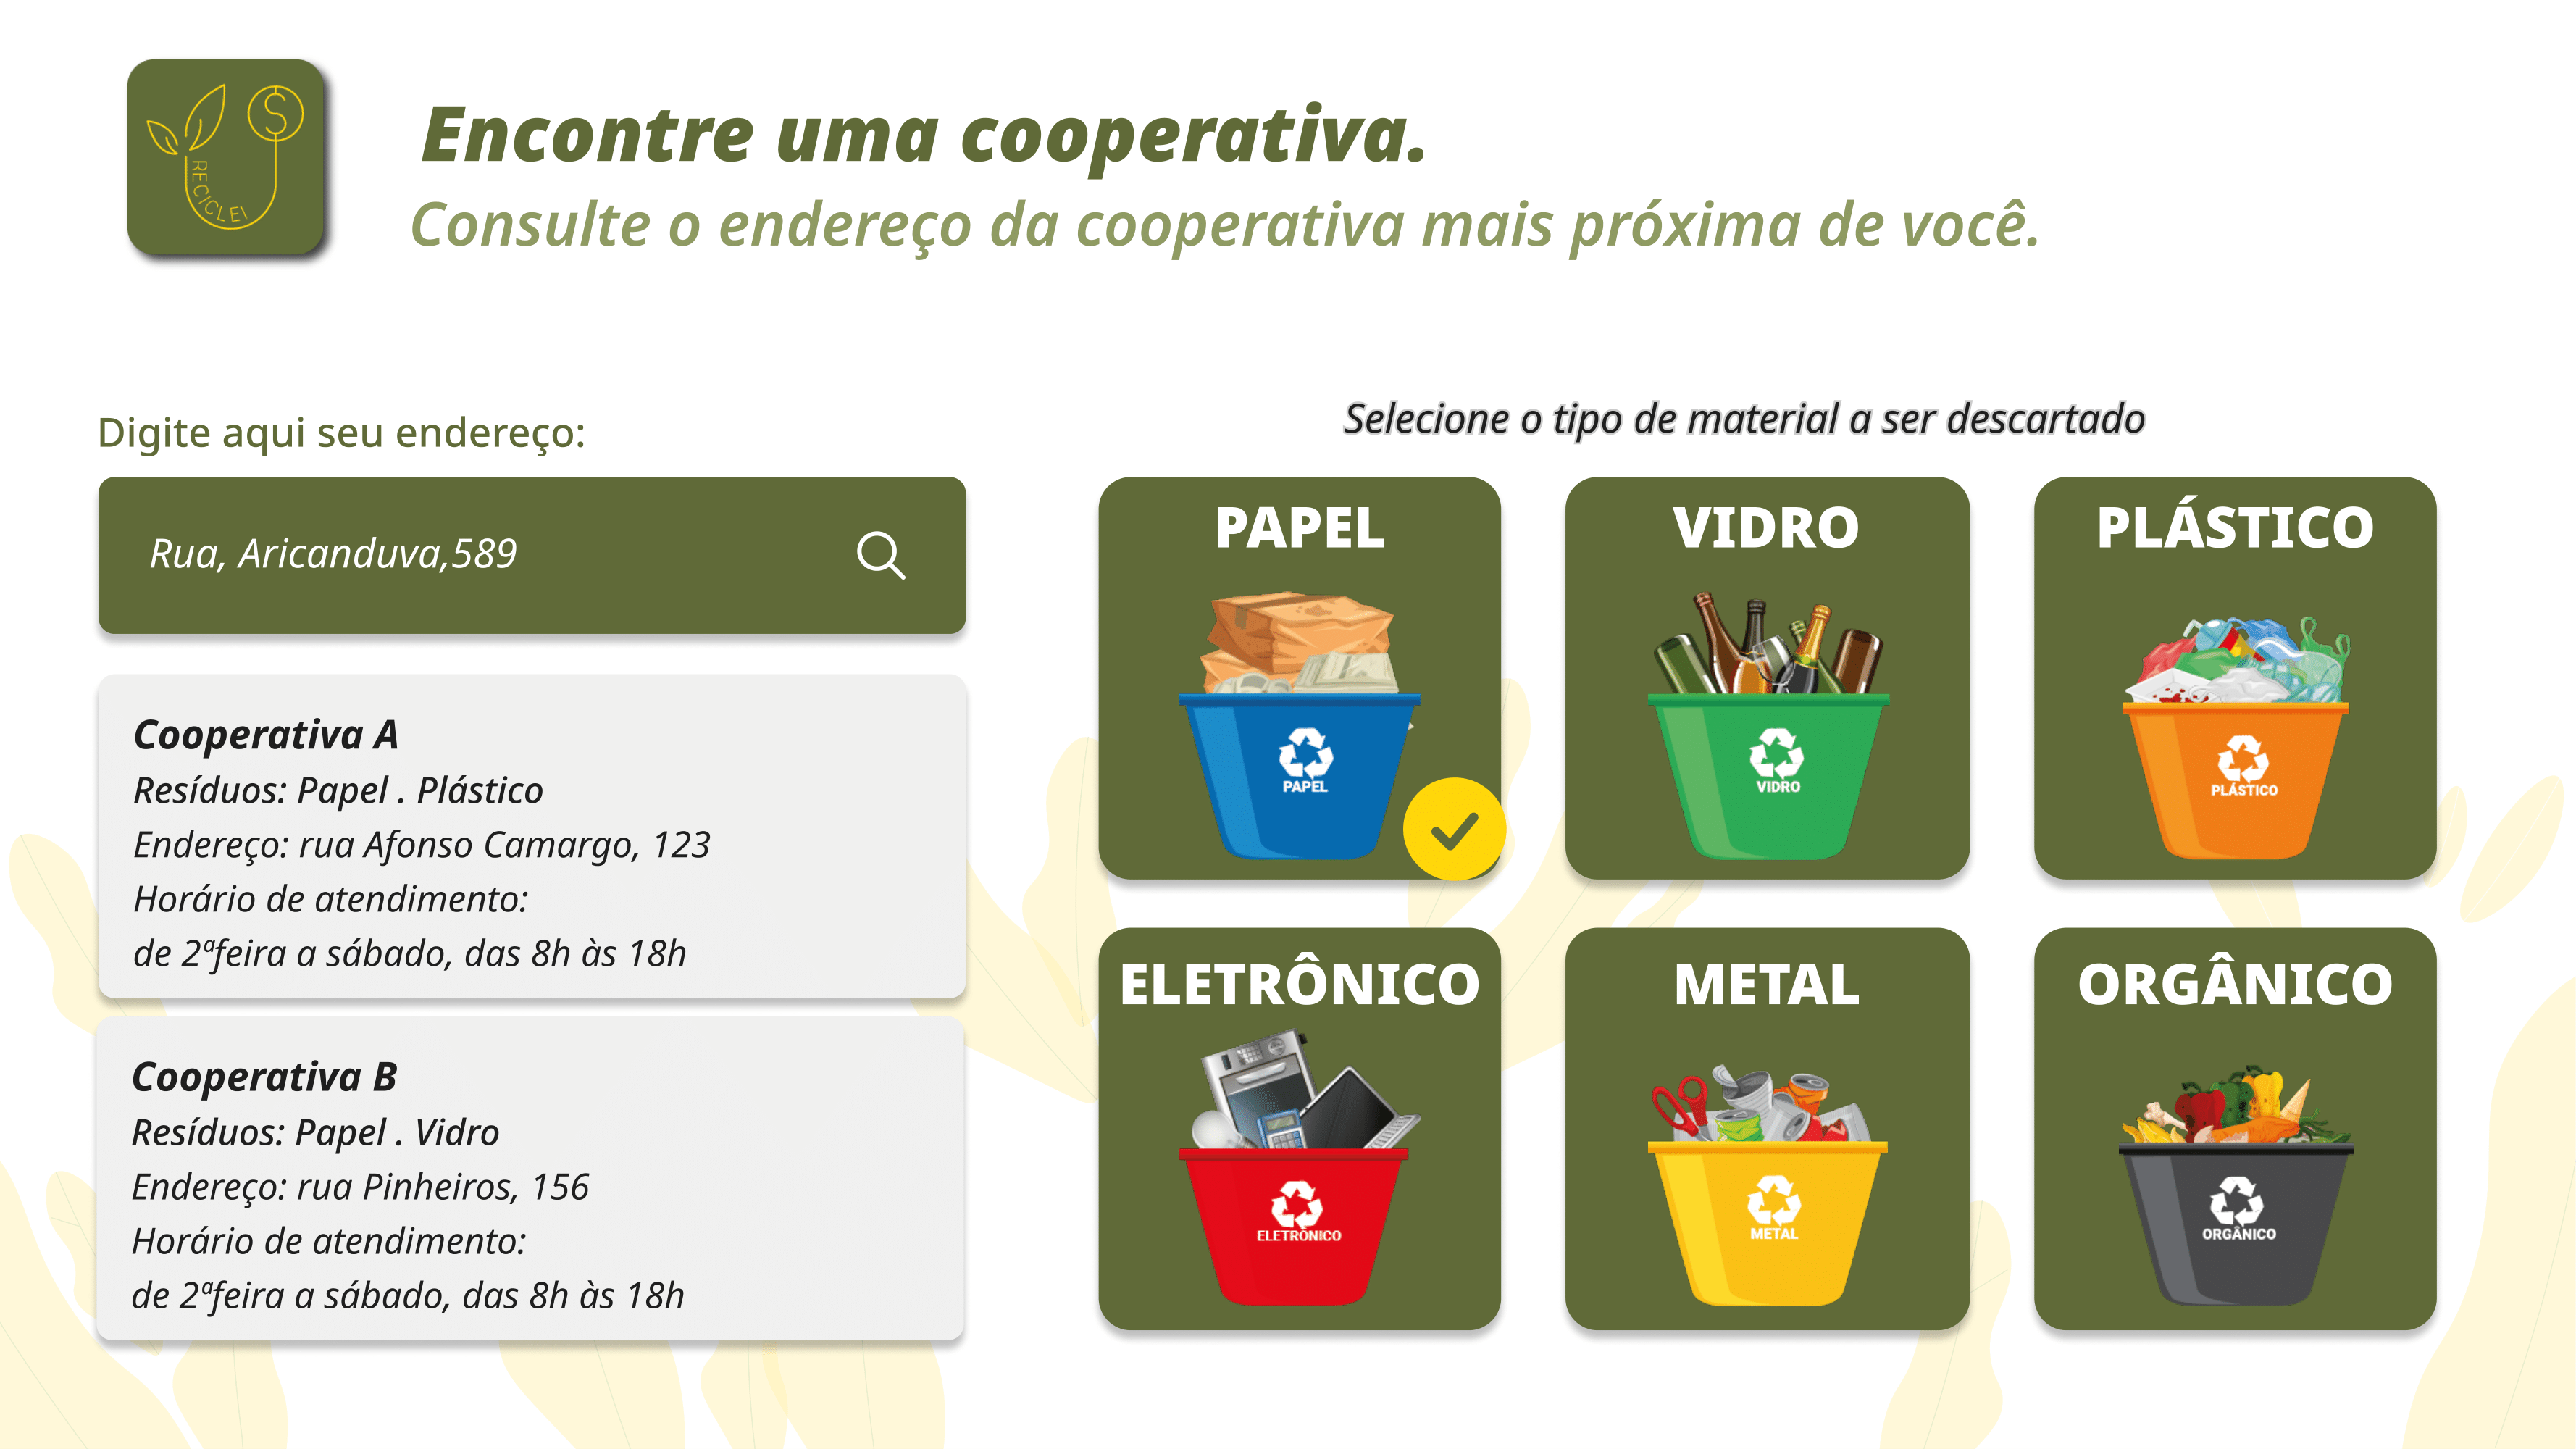 RECICLEI
$
Encontre uma cooperativa.
Consulte o endereço da cooperativa mais próxima de você.
Digite aqui seu endereço:
Rua, Aricanduva,589
Cooperativa A
Resíduos: Papel . Plástico
Endereço: rua Afonso Camargo, 123
Horário de atendimento:
de 2ªfeira a sábado, das 8h às 18h
Cooperativa B
Resíduos: Papel . Vidro
Endereço: rua Pinheiros, 156
Horário de atendimento:
de 2ªfeira a sábado, das 8h às 18h
Selecione o tipo de material a ser descartado
PAPEL
PAPEL
VIDRO
VIDRO
PLÁSTICO
PLÁSTICO
ELETRÔNICO
ELETRÔNICO
METAL
METAL
ORGÂNICO
ORGÂNICO